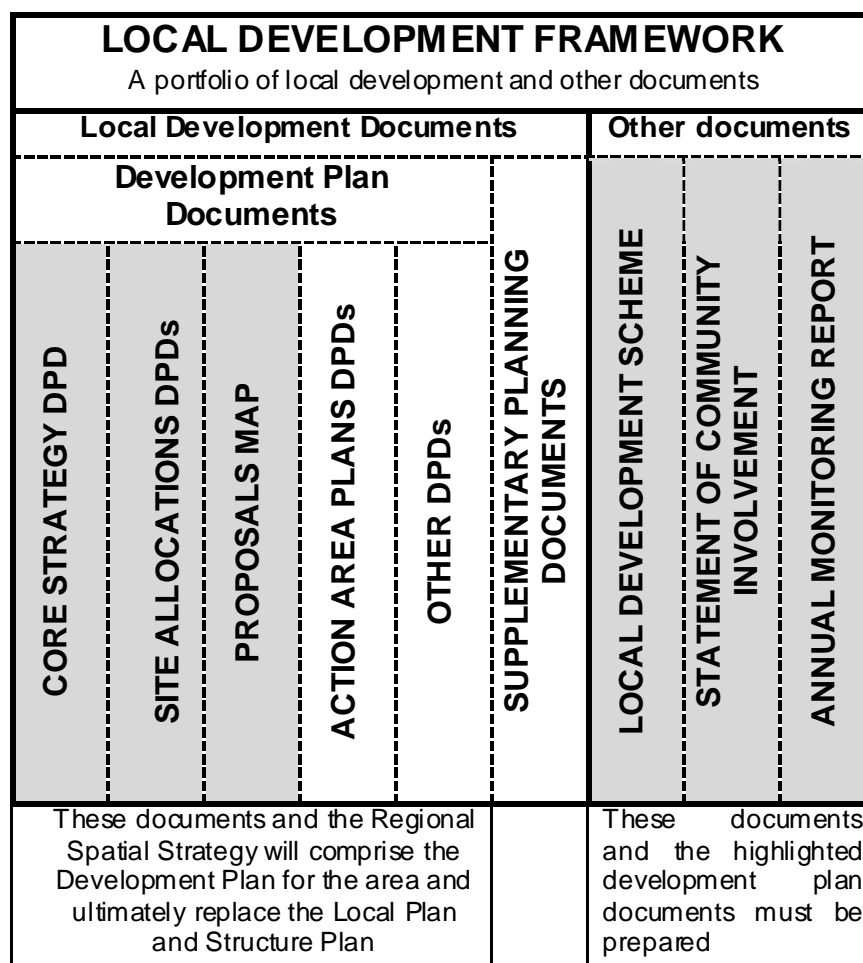 LOCAL DEVELOPMENT FRAMEWORK
A portfolio of local development and other documents
Local Development Documents
Other documents
Development Plan
Documents
CORE STRATEGY DPD
SITE ALLOCATIONS DPDs
PROPOSALS MAP
ACTION AREA PLANS DPDs
OTHER DPDs
SUPPLEMENTARY PLANNING
DOCUMENTS
LOCAL DEVELOPMENT SCHEME
STATEMENT OF COMMUNITY
INVOLVEMENT
ANNUAL MONITORING REPORT
These documents and the Regional
Spatial Strategy will comprise the
Development Plan for the area and
ultimately replace the Local Plan
and Structure Plan
These documents
and the highlighted
development plan
documents must be
prepared